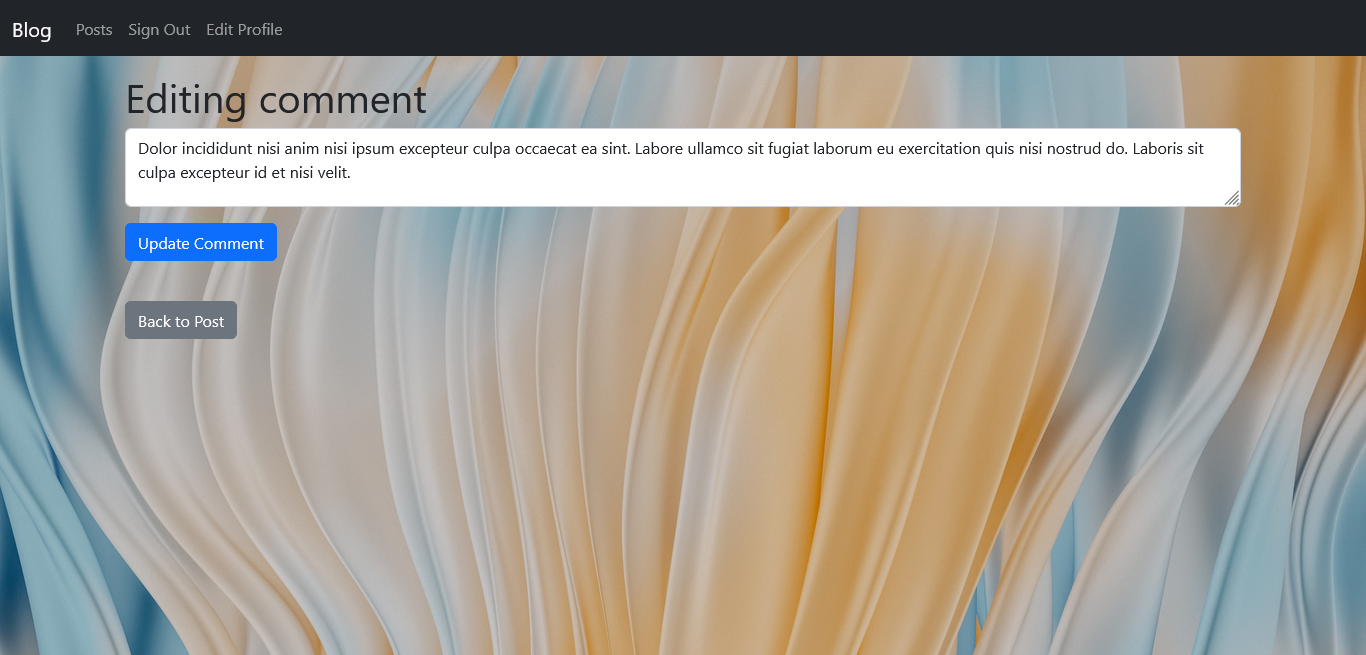 Blog Posts Sign Out Edit Profile
Editing comment
Dolor incididunt nisi anim nisi ipsum excepteur culpa occaecat ea sint. Labore ullamco sit fugiat laborum eu exercitation quis nisi nostrud do. Laboris sit
culpa excepteur id et nisi velit.
Update Comment
Back to Post